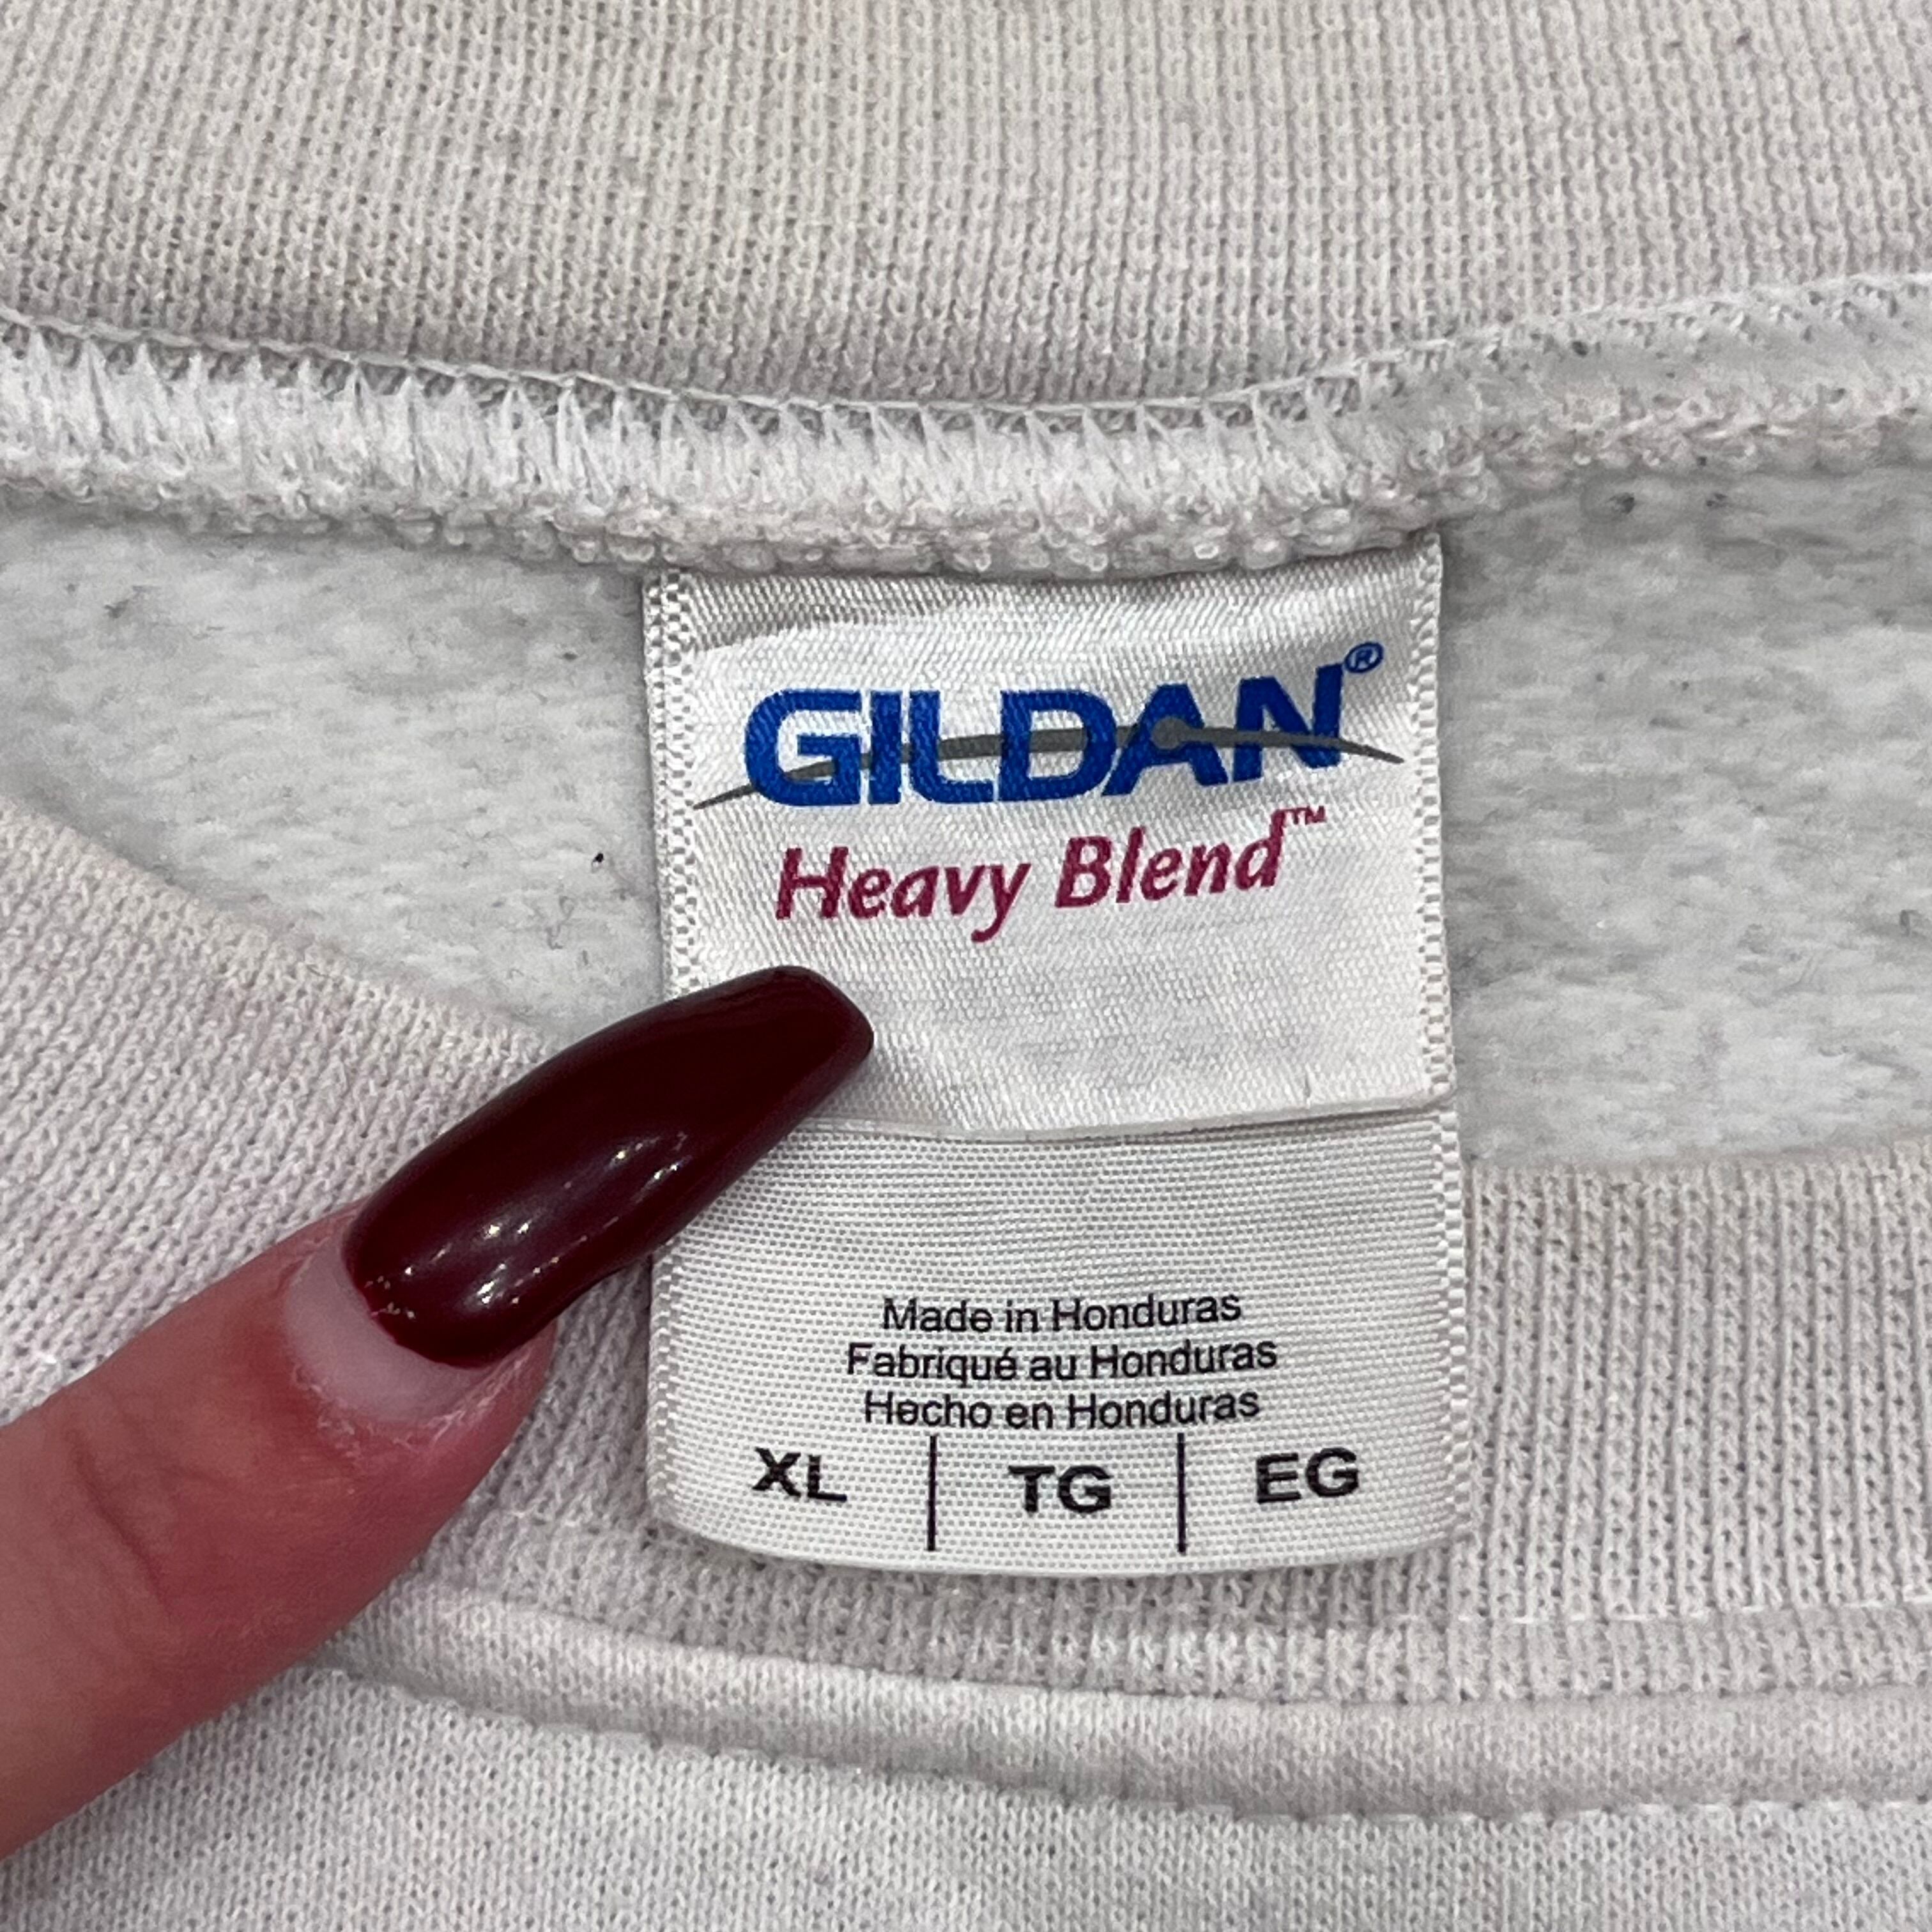 GILDAN®
Heavy Blend™
Made in Honduras
Fabriqué au Honduras
Hecho en Honduras
XL | TG | EG